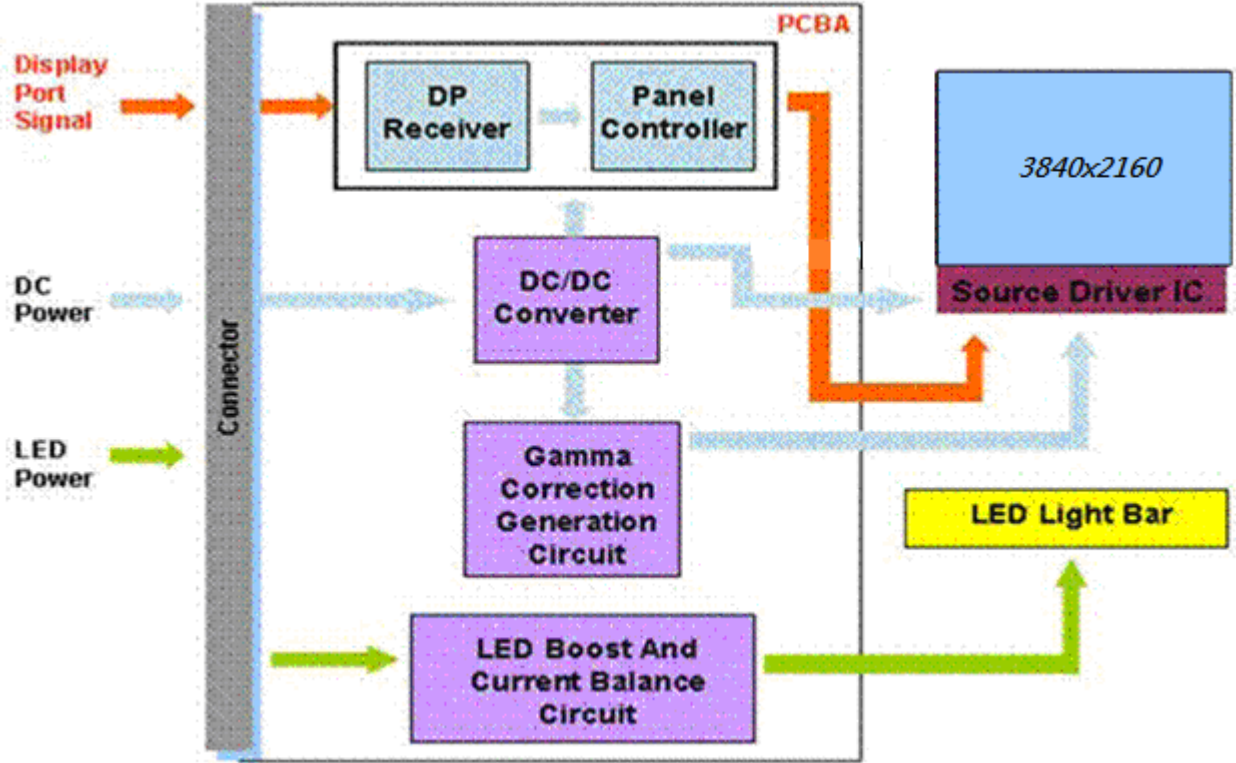 PCBA
Display
Port
Signal
DP
Receiver
Panel
Controller
3840x2160
DC
Power
DC/DC
Converter
Source Driver IC
Connector
LED
Power
Gamma
Correction
Generation
Circuit
LED Light Bar
LED Boost And
Current Balance
Circuit